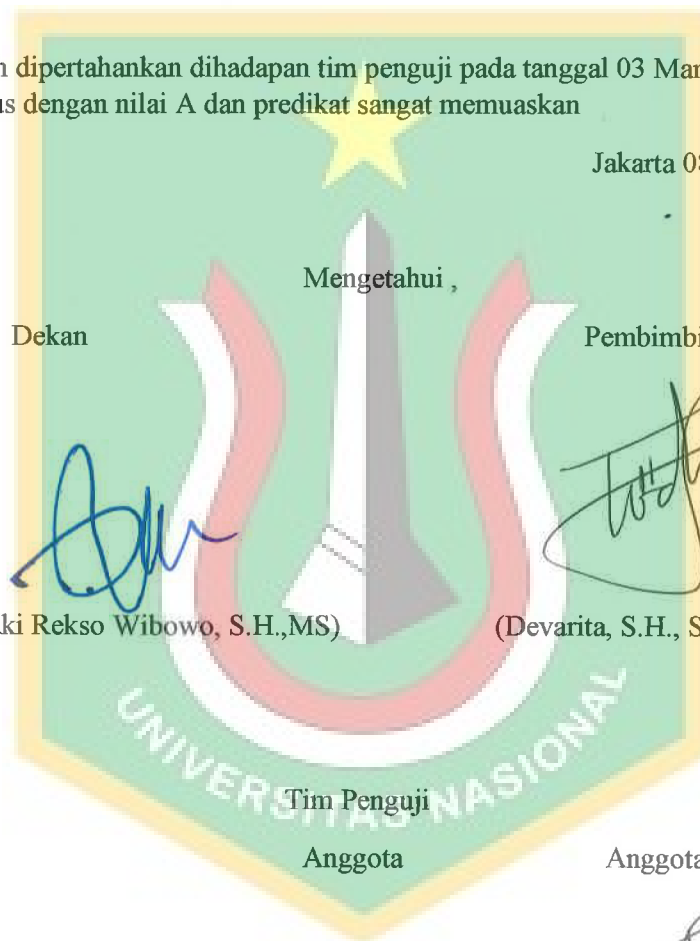 dipertahankan dihadapan tim penguji pada tanggal 03
dengan nilai A dan predikat sangat memuaskan
Jakarta
Mengetahui ,
Dekan
Rekso Wibowo, S.H.,MS)
(Devarita, S.H.,
UNIVERSITAS NASIONAL
Tim Penguji
Anggota Anggota